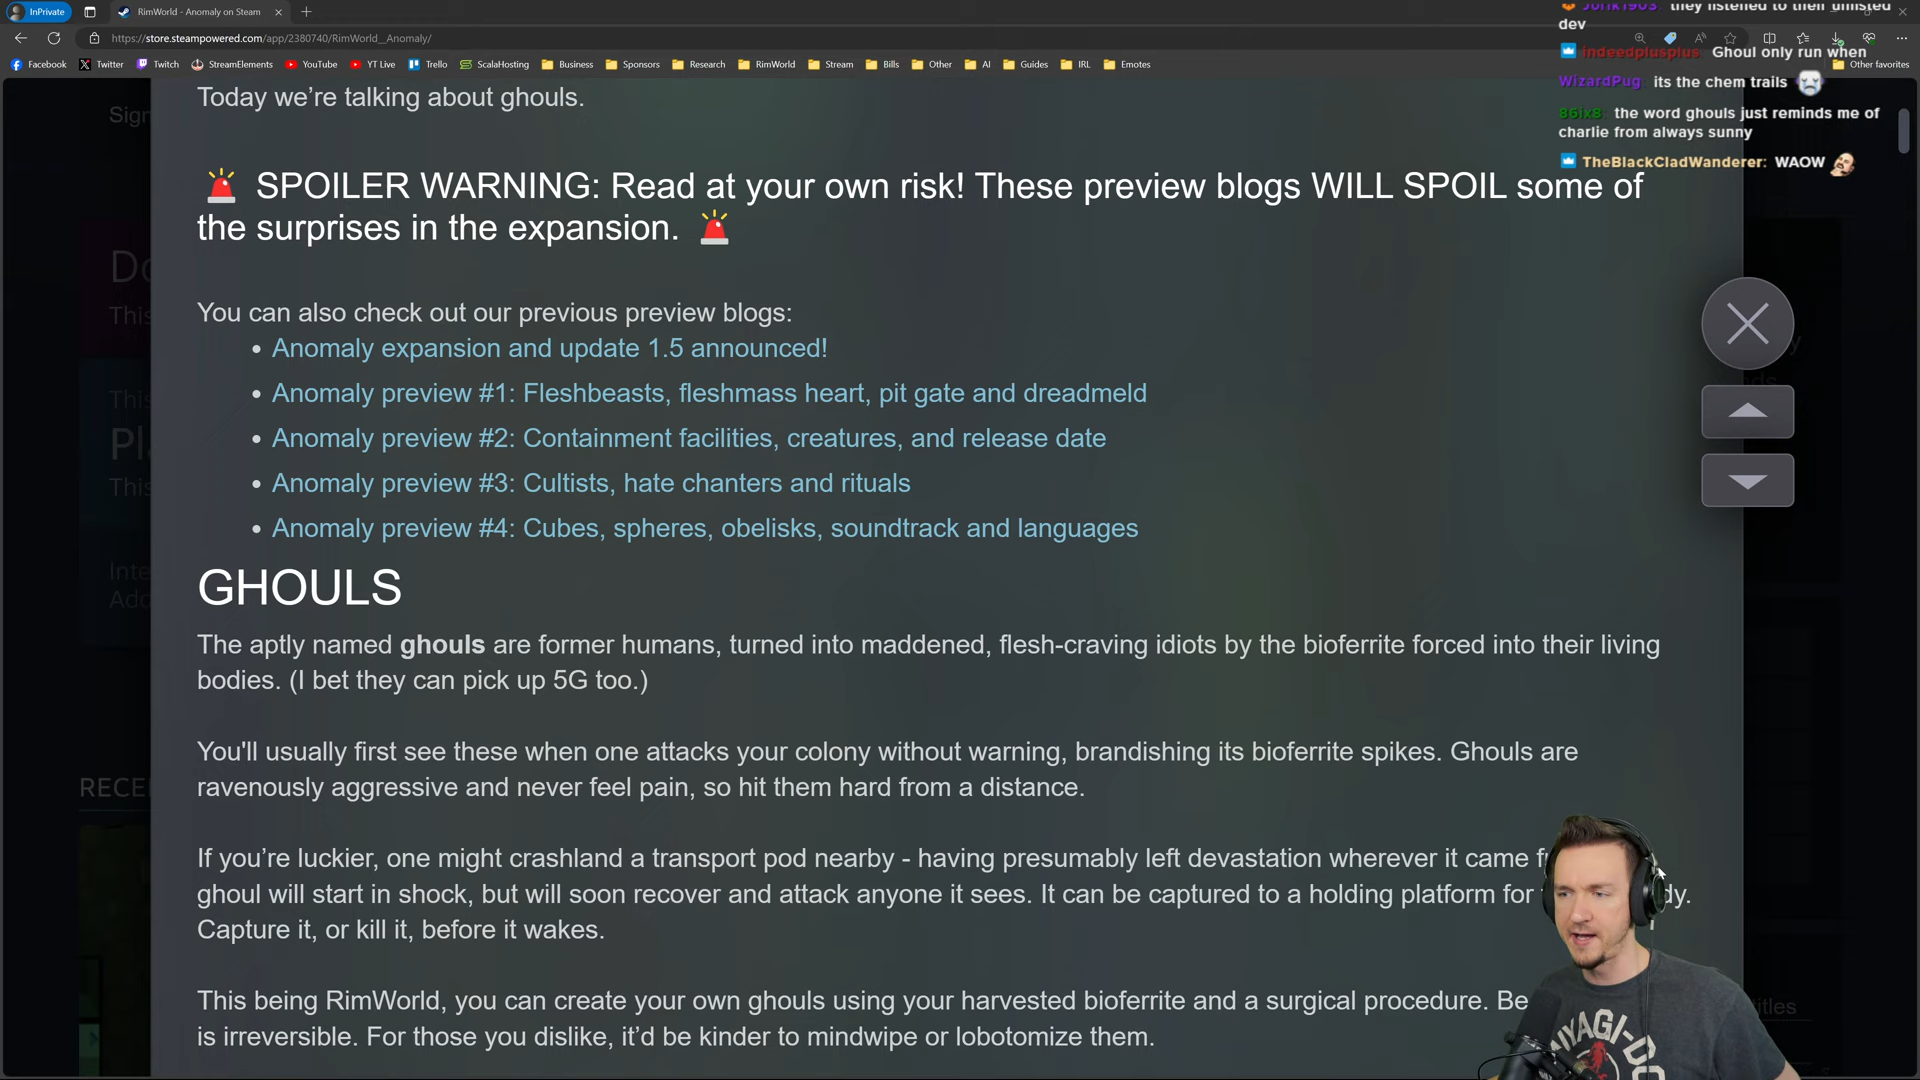 InPrivate
RimWorld - Anomaly on Steam
https://store.steampowered.com/app/2380740/RimWorld__Anomaly/
Facebook Twitter Twitch StreamElements YouTube YT Live Trello ScalaHosting Business Sponsors Research RimWorld Stream Bills Other AI Guides IRL Emotes Other favorites
they listened to their unlisted
dev
indeedplusplus: Ghoul only run when
WizardPug: its the chem trails
the word ghouls just reminds me of
charlie from always sunny
TheBlackCladWanderer: WAOW
Today we’re talking about ghouls.
SPOILER WARNING: Read at your own risk! These preview blogs WILL SPOIL some of
the surprises in the expansion.
You can also check out our previous preview blogs:
• Anomaly expansion and update 1.5 announced!
• Anomaly preview #1: Fleshbeasts, fleshmass heart, pit gate and dreadmeld
• Anomaly preview #2: Containment facilities, creatures, and release date
• Anomaly preview #3: Cultists, hate chanters and rituals
• Anomaly preview #4: Cubes, spheres, obelisks, soundtrack and languages
GHOULS
The aptly named ghouls are former humans, turned into maddened, flesh-craving idiots by the bioferrite forced into their living
bodies. (I bet they can pick up 5G too.)
You'll usually first see these when one attacks your colony without warning, brandishing its bioferrite spikes. Ghouls are
ravenously aggressive and never feel pain, so hit them hard from a distance.
If you’re luckier, one might crashland a transport pod nearby - having presumably left devastation wherever it came
ghoul will start in shock, but will soon recover and attack anyone it sees. It can be captured to a holding platform for
Capture it, or kill it, before it wakes.
This being RimWorld, you can create your own ghouls using your harvested bioferrite and a surgical procedure. Be
is irreversible. For those you dislike, it’d be kinder to mindwipe or lobotomize them.